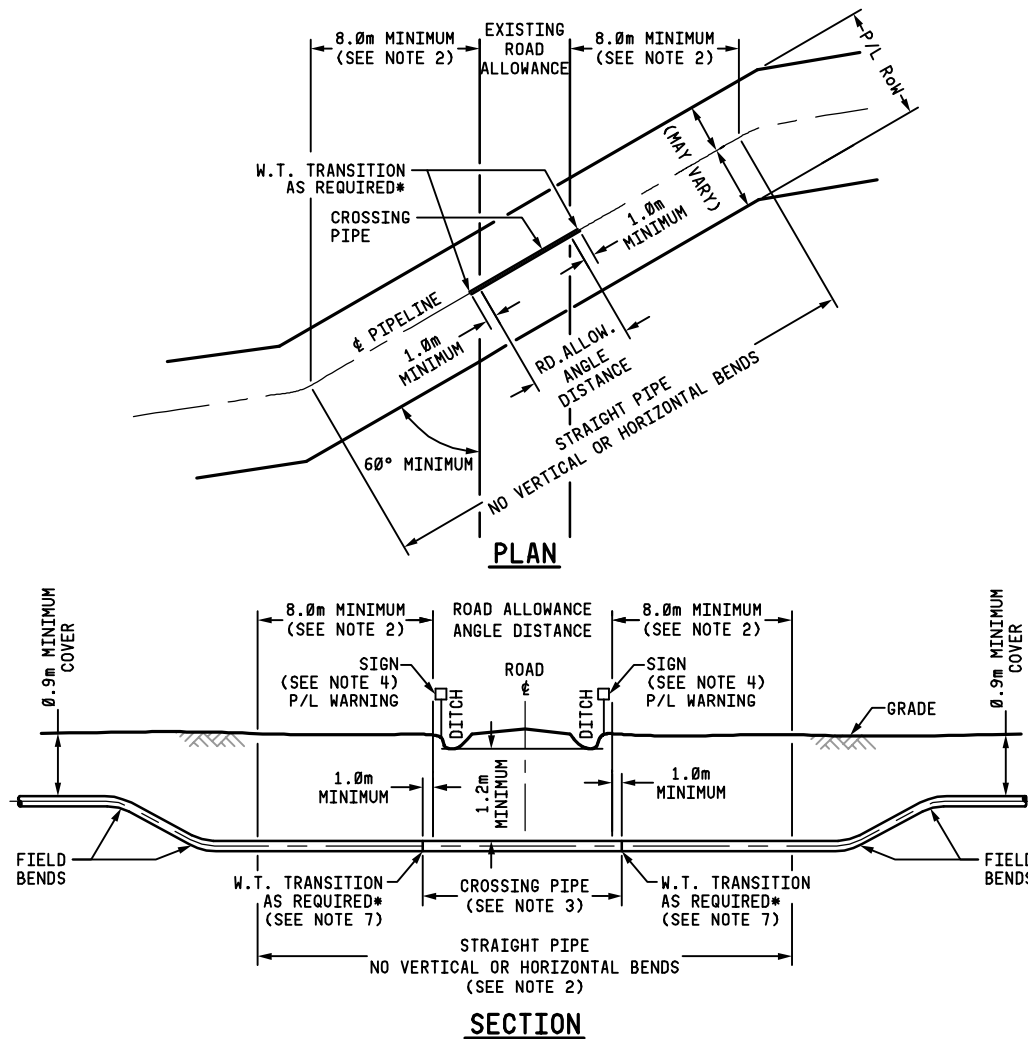 8.0m MINIMUM
(SEE NOTE 2)
EXISTING
ROAD
ALLOWANCE
8.0m MINIMUM
(SEE NOTE 2)
P/L RoW
(MAY VARY)
W.T. TRANSITION
AS REQUIRED*
CROSSING
PIPE
1.0m
MINIMUM
℄ PIPELINE
1.0m
MINIMUM
RD.ALLOW.
ANGLE
DISTANCE
STRAIGHT PIPE
NO VERTICAL OR HORIZONTAL BENDS
60° MINIMUM
PLAN
0.9m MINIMUM
COVER
8.0m MINIMUM
(SEE NOTE 2)
ROAD ALLOWANCE
ANGLE DISTANCE
8.0m MINIMUM
(SEE NOTE 2)
0.9m MINIMUM
COVER
SIGN
(SEE NOTE 4)
P/L WARNING
DITCH
ROAD
℄
DITCH
SIGN
(SEE NOTE 4)
P/L WARNING
GRADE
1.0m
MINIMUM
1.2m
MINIMUM
1.0m
MINIMUM
FIELD
BENDS
W.T. TRANSITION
AS REQUIRED*
(SEE NOTE 7)
CROSSING PIPE
(SEE NOTE 3)
W.T. TRANSITION
AS REQUIRED*
(SEE NOTE 7)
FIELD
BENDS
STRAIGHT PIPE
NO VERTICAL OR HORIZONTAL BENDS
(SEE NOTE 2)
SECTION